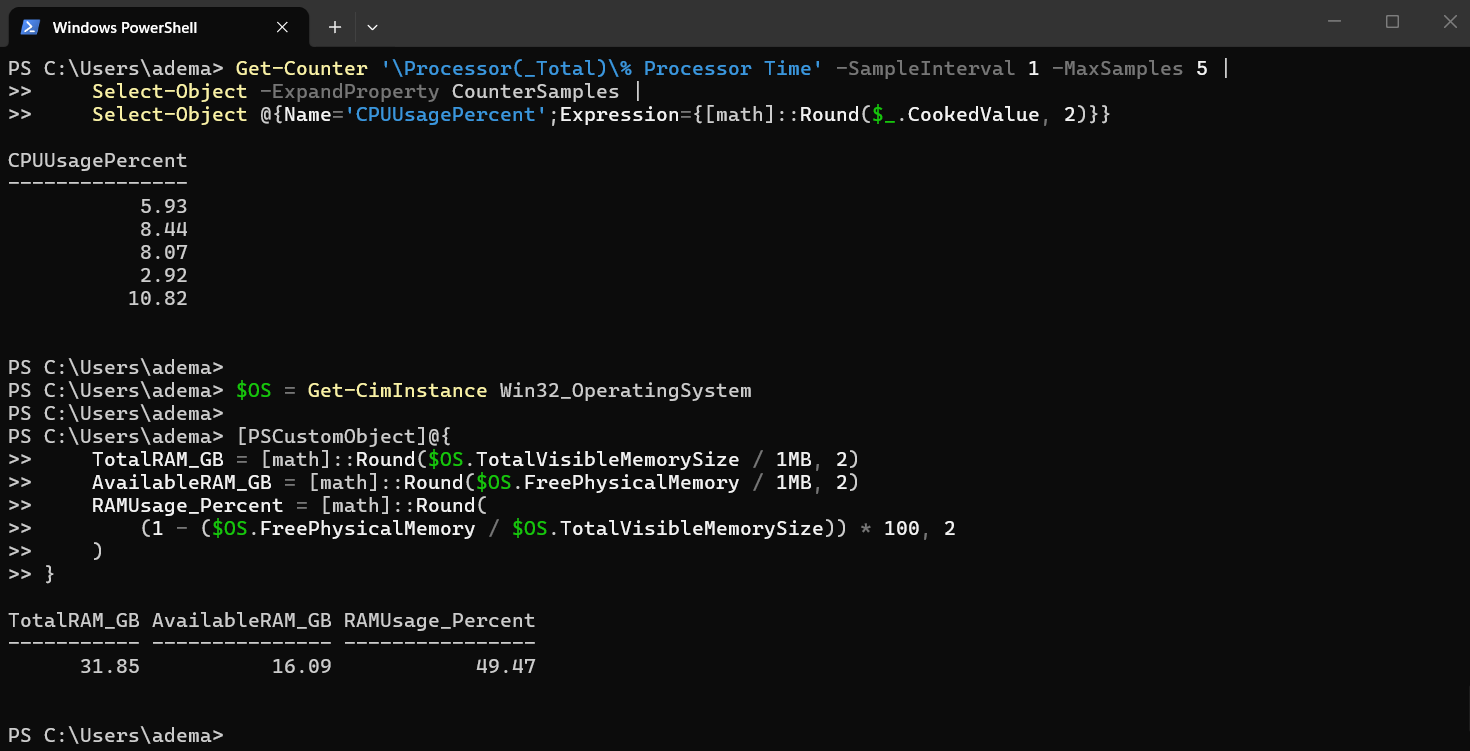 Windows PowerShell
PS C:\Users\adema> Get-Counter '\Processor(_Total)\% Processor Time' -SampleInterval 1 -MaxSamples 5 |
>>     Select-Object -ExpandProperty CounterSamples |
>>     Select-Object @{Name='CPUUsagePercent';Expression={[math]::Round($_.CookedValue, 2)}}

CPUUsagePercent
---------------
           5.93
           8.44
           8.07
           2.92
          10.82

PS C:\Users\adema>
PS C:\Users\adema> $OS = Get-CimInstance Win32_OperatingSystem
PS C:\Users\adema>
PS C:\Users\adema> [PSCustomObject]@{
>>     TotalRAM_GB = [math]::Round($OS.TotalVisibleMemorySize / 1MB, 2)
>>     AvailableRAM_GB = [math]::Round($OS.FreePhysicalMemory / 1MB, 2)
>>     RAMUsage_Percent = [math]::Round(
>>         (1 - ($OS.FreePhysicalMemory / $OS.TotalVisibleMemorySize)) * 100, 2
>>     )
>> }

TotalRAM_GB AvailableRAM_GB RAMUsage_Percent
----------- --------------- ----------------
      31.85           16.09            49.47

PS C:\Users\adema>